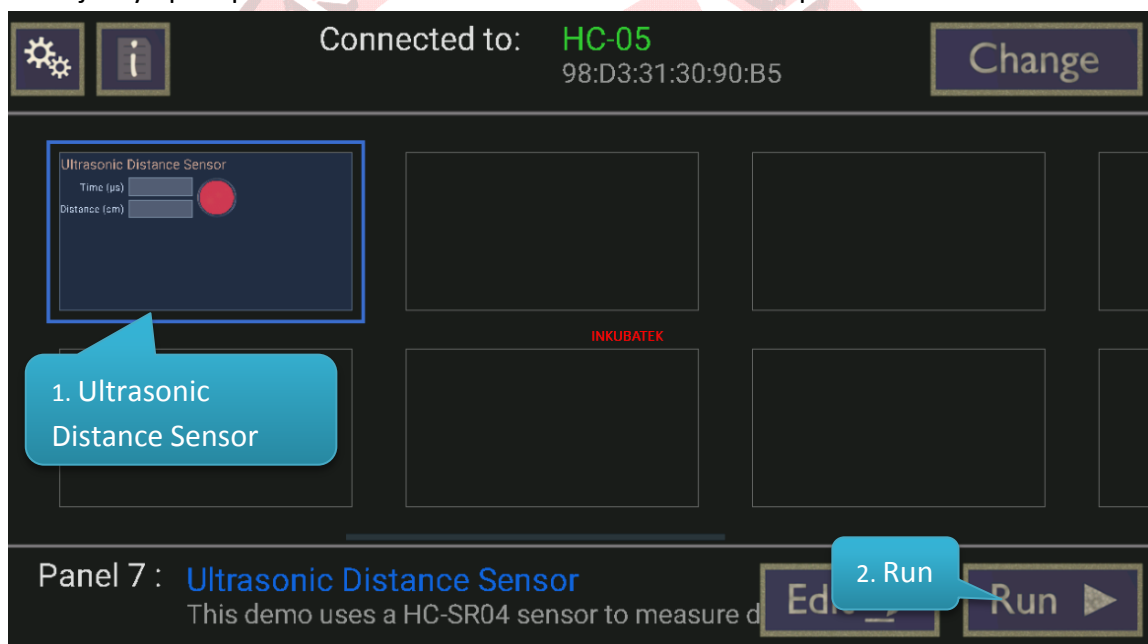 Connected to: HC-05
98:D3:31:30:90:B5
Change
Ultrasonic Distance Sensor
Time (µs)
Distance (cm)
INKUBATEK
1. Ultrasonic
Distance Sensor
Panel 7 : Ultrasonic Distance Sensor
This demo uses a HC-SR04 sensor to measure
2. Run
Run